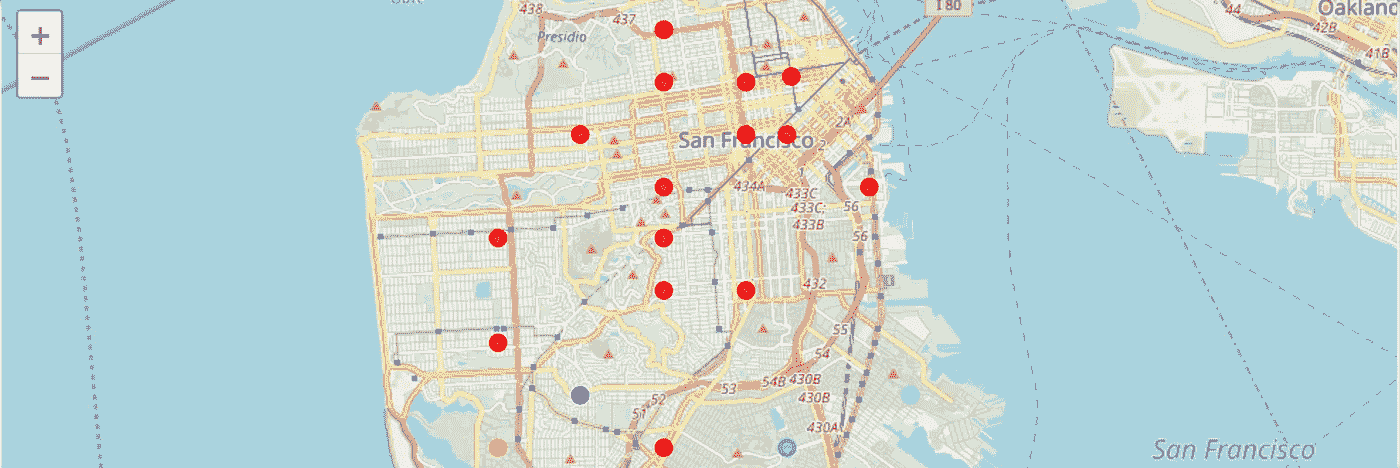 438
437
Presidio
I 80
44
Oakland
42B
41B
2A
San Francisco
2
1
434A
433C
433C;
433B
56
56
432
55
54
54B
430B
53
52
51
430B
430A
San Francisco